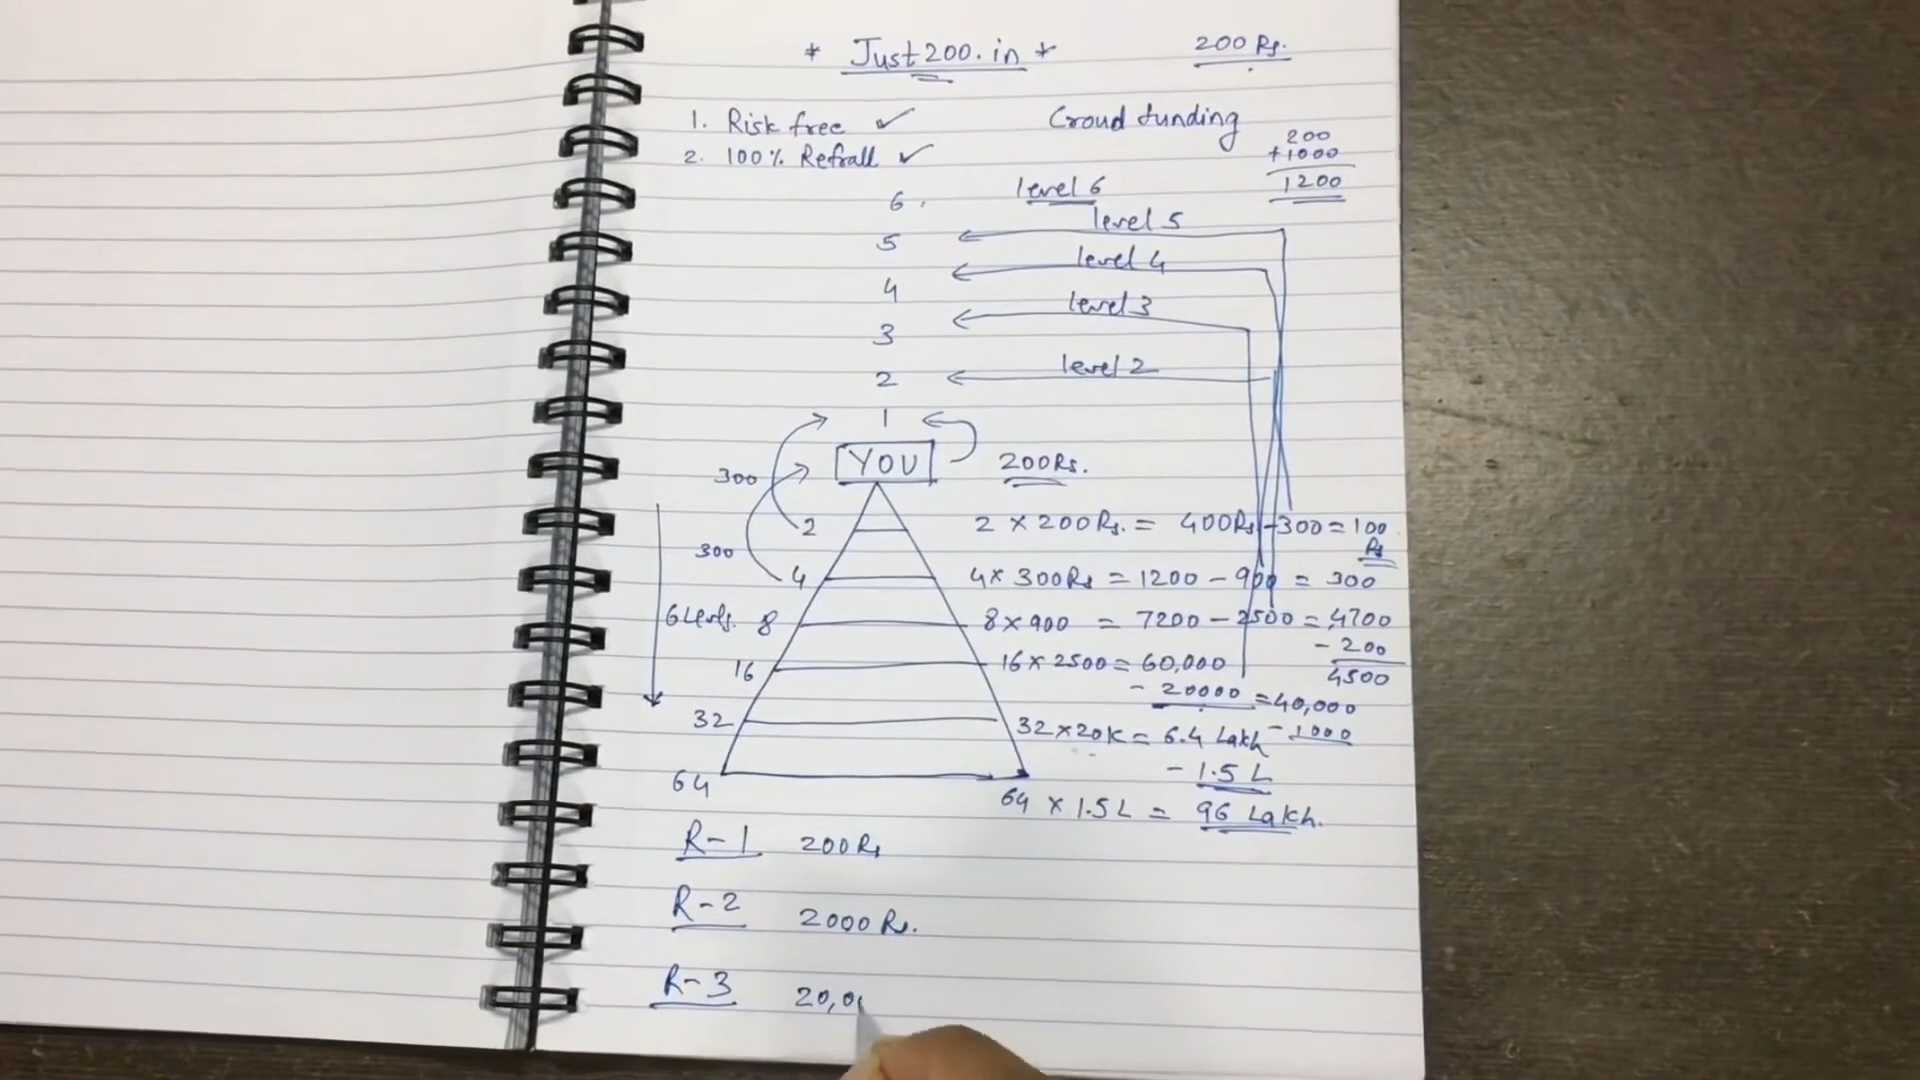 * Just200.in *
200 Rs.
1. Risk free ✓
Croud funding
2. 100% Refrall ✓
200
+1000
1200
6.
level 6
5
level 5
4
level 4
3
level 3
2
level 2
1
YOU
200Rs.
300
2
2 × 200Rs. = 400Rs - 300 = 100
Rs
300
4
4 × 300Rs = 1200 - 900 = 300
6 Levls.
8
8 × 900 = 7200 - 2500 = 4700
- 200
4500
16
16 × 2500 = 60,000
- 20000 = 40,000
- 1000
32
32 × 20K = 6.4 Lakh
- 1.5 L
64
64 × 1.5 L = 96 Lakh.
R-1 200Rs
R-2 2000 Rs.
R-3 20,0